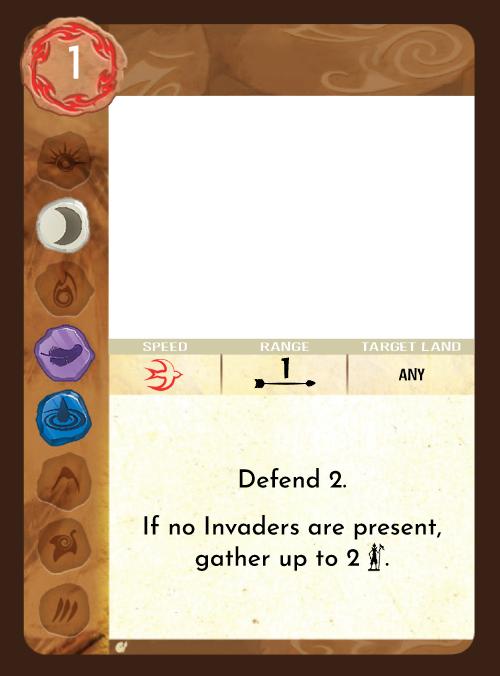 1
SPEED RANGE TARGET LAND
1 ANY
Defend 2.
If no Invaders are present,
gather up to 2 .